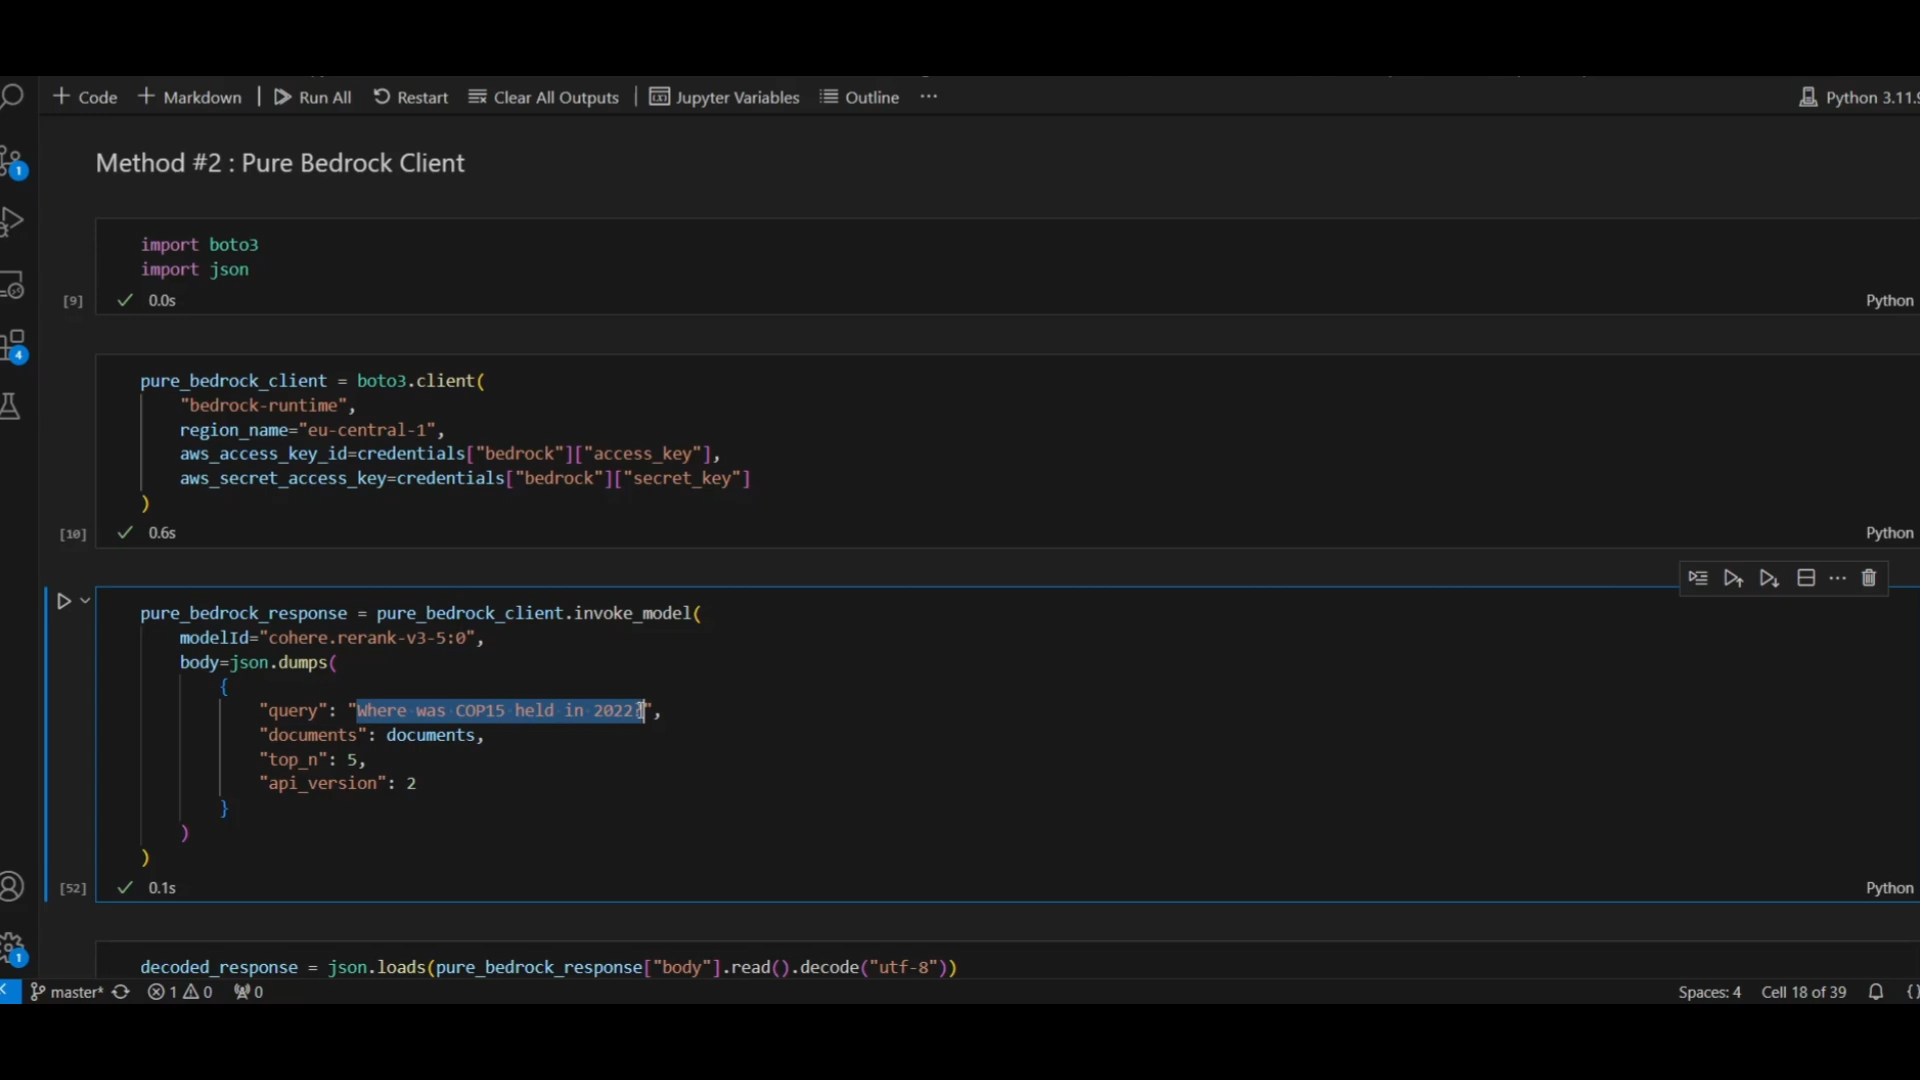 Code Markdown Run All Restart Clear All Outputs Jupyter Variables Outline ... Python 3.11.9
Method #2 : Pure Bedrock Client
import boto3
import json
[9] 0.0s Python
pure_bedrock_client = boto3.client(
"bedrock-runtime",
region_name="eu-central-1",
aws_access_key_id=credentials["bedrock"]["access_key"],
aws_secret_access_key=credentials["bedrock"]["secret_key"]
)
[10] 0.6s Python
pure_bedrock_response = pure_bedrock_client.invoke_model(
modelId="cohere.rerank-v3-5:0",
body=json.dumps(
{
"query": "Where was COP15 held in 2022?",
"documents": documents,
"top_n": 5,
"api_version": 2
}
)
)
[52] 0.1s Python
decoded_response = json.loads(pure_bedrock_response["body"].read().decode("utf-8"))
1
4
1
master* 1 0 0 Spaces: 4 Cell 18 of 39